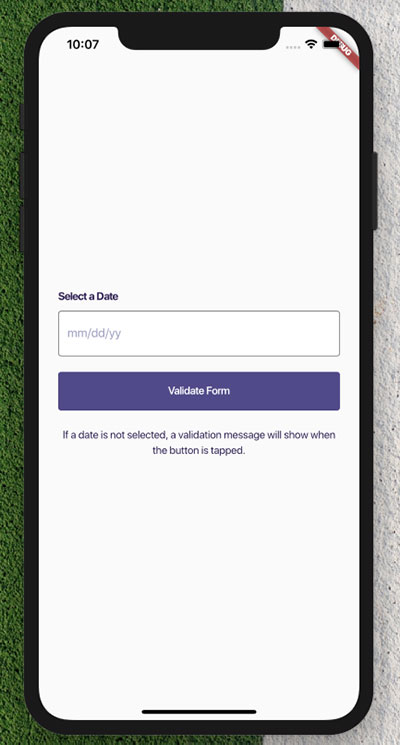 10:07
DEBUG
Select a Date
mm/dd/yy
Validate Form
If a date is not selected, a validation message will show when
the button is tapped.